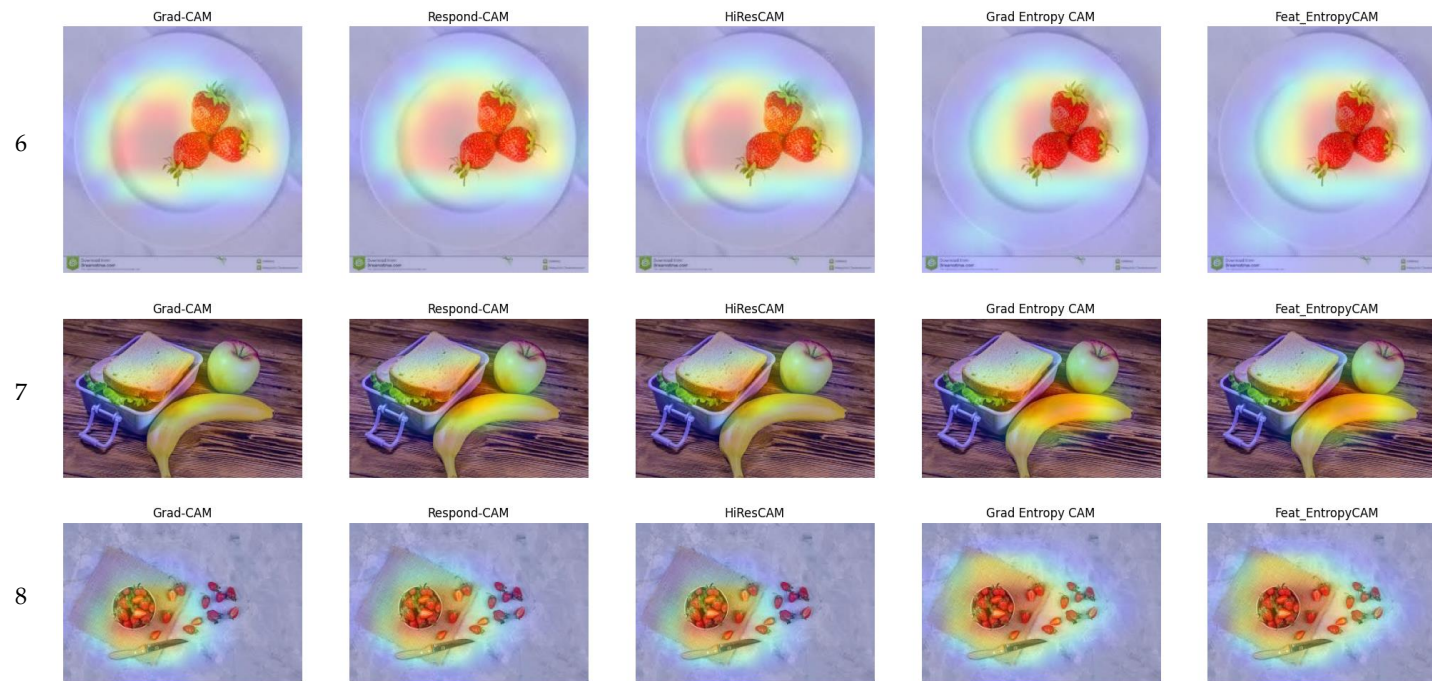 Grad-CAM Respond-CAM HiResCAM Grad Entropy CAM Feat_EntropyCAM
6
Grad-CAM Respond-CAM HiResCAM Grad Entropy CAM Feat_EntropyCAM
7
Grad-CAM Respond-CAM HiResCAM Grad Entropy CAM Feat_EntropyCAM
8